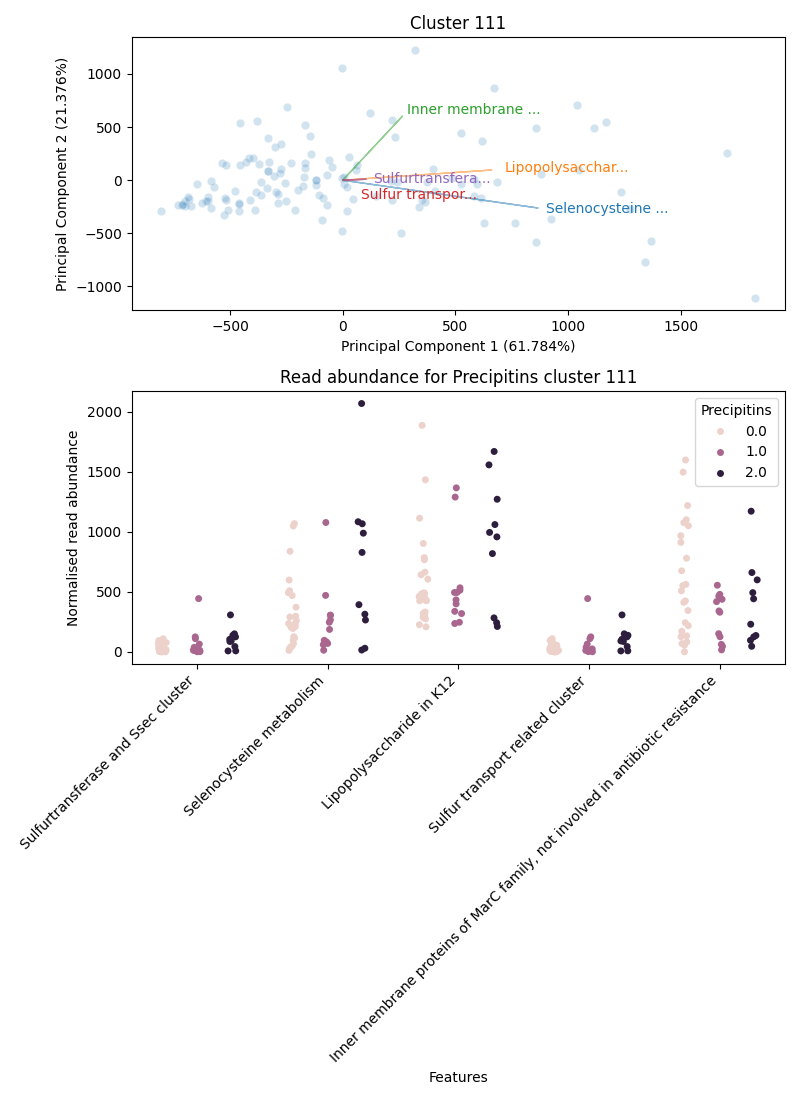 Cluster 111
Principal Component 2 (21.376%)
1000
500
0
−500
−1000
Inner membrane ...
Lipopolysacchar...
Sulfurtransfera...
Sulfur transpor...
Selenocysteine ...
−500
0
500
1000
1500
Principal Component 1 (61.784%)
Read abundance for Precipitins cluster 111
Normalised read abundance
2000
1500
1000
500
0
Precipitins
0.0
1.0
2.0
Sulfurtransferase and Ssec cluster
Selenocysteine metabolism
Lipopolysaccharide in K12
Sulfur transport related cluster
Inner membrane proteins of MarC family, not involved in antibiotic resistance
Features